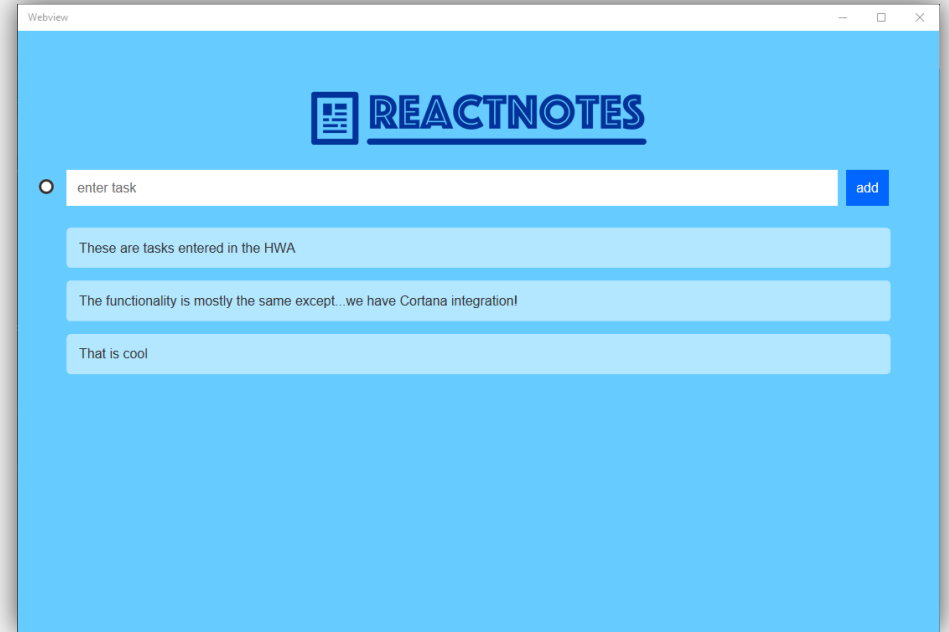 Webview
REACTNOTES
enter task
add
These are tasks entered in the HWA
The functionality is mostly the same except...we have Cortana integration!
That is cool